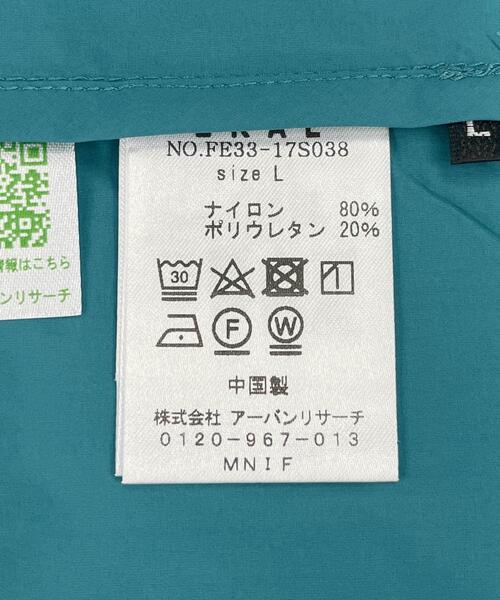 NO.FE33-17S038
size L
ナイロン 80%
ポリウレタン 20%
30
F
W
中国製
株式会社 アーバンリサーチ
0120-967-013
MNIF
情報はこちら
バンリサーチ
L